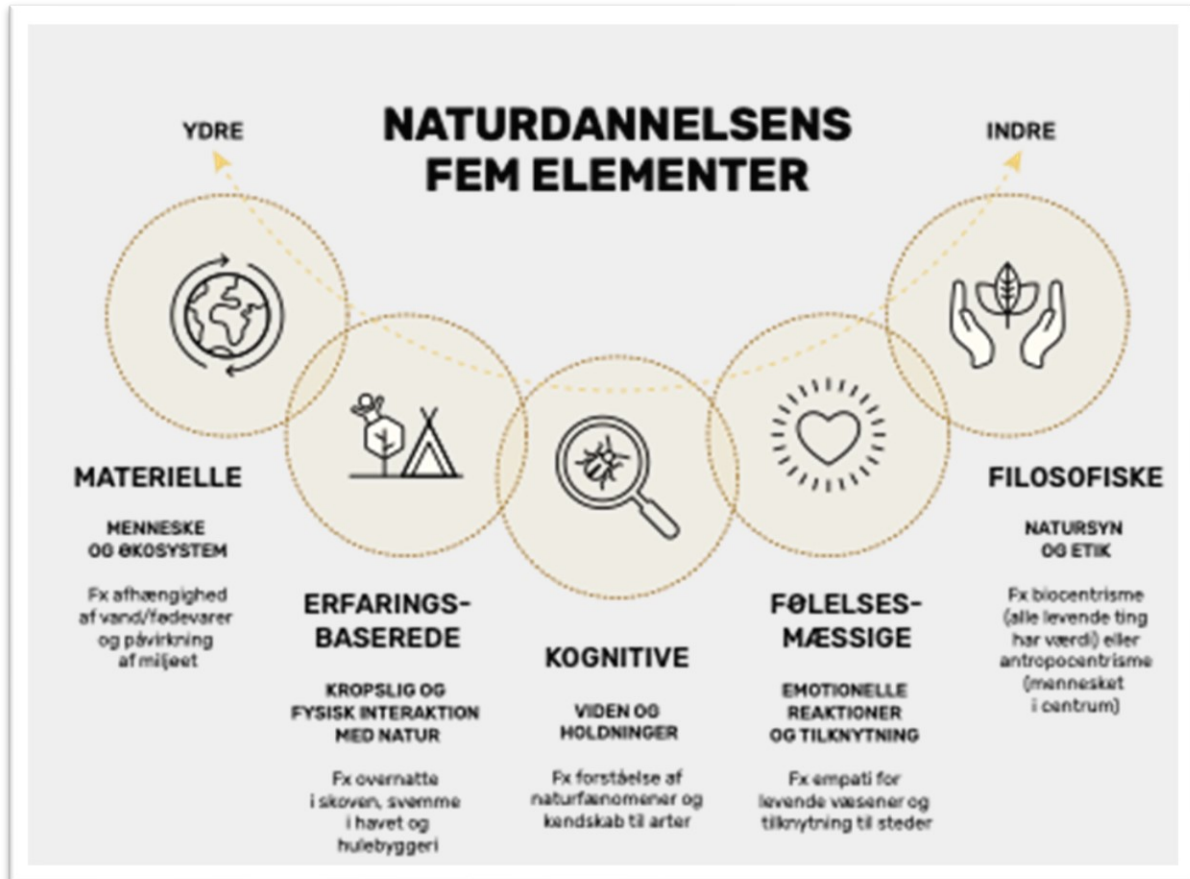 NATURDANNELSENS
FEM ELEMENTER
YDRE
INDRE
MATERIELLE
MENNESKE
OG ØKOSYSTEM
Fx afhængighed
af vand/fødevarer
og påvirkning
af miljøet
ERFARINGS-
BASEREDE
KROPSLIG OG
FYSISK INTERAKTION
MED NATUR
Fx overnatte
i skoven, svømme
i havet og
hulebyggeri
KOGNITIVE
VIDEN OG
HOLDNINGER
Fx forståelse af
naturfænomener og
kendskab til arter
FØLELSES-
MÆSSIGE
EMOTIONELLE
REAKTIONER
OG TILKNYTNING
Fx empati for
levende væsener og
tilknytning til steder
FILOSOFISKE
NATURSYN
OG ETIK
Fx biocentrisme
(alle levende ting
har værdi) eller
antropocentrisme
(mennesket
i centrum)